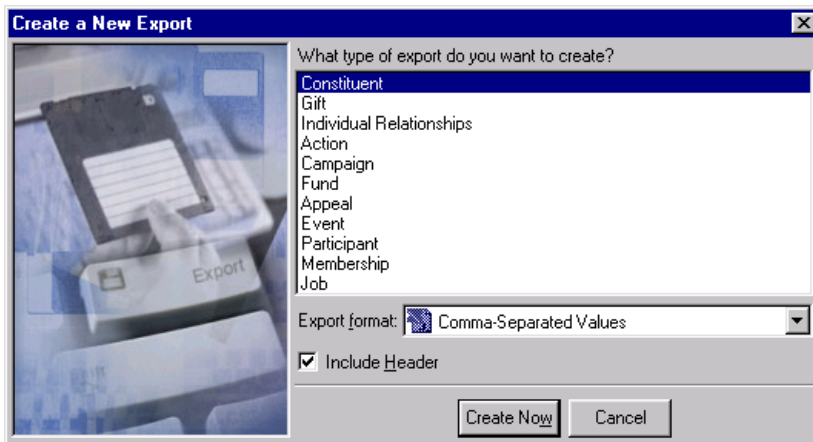 Create a New Export
What type of export do you want to create?
Constituent
Gift
Individual Relationships
Action
Campaign
Fund
Appeal
Event
Participant
Membership
Job
Export
Export format: Comma-Separated Values
Include Header
Create Now Cancel